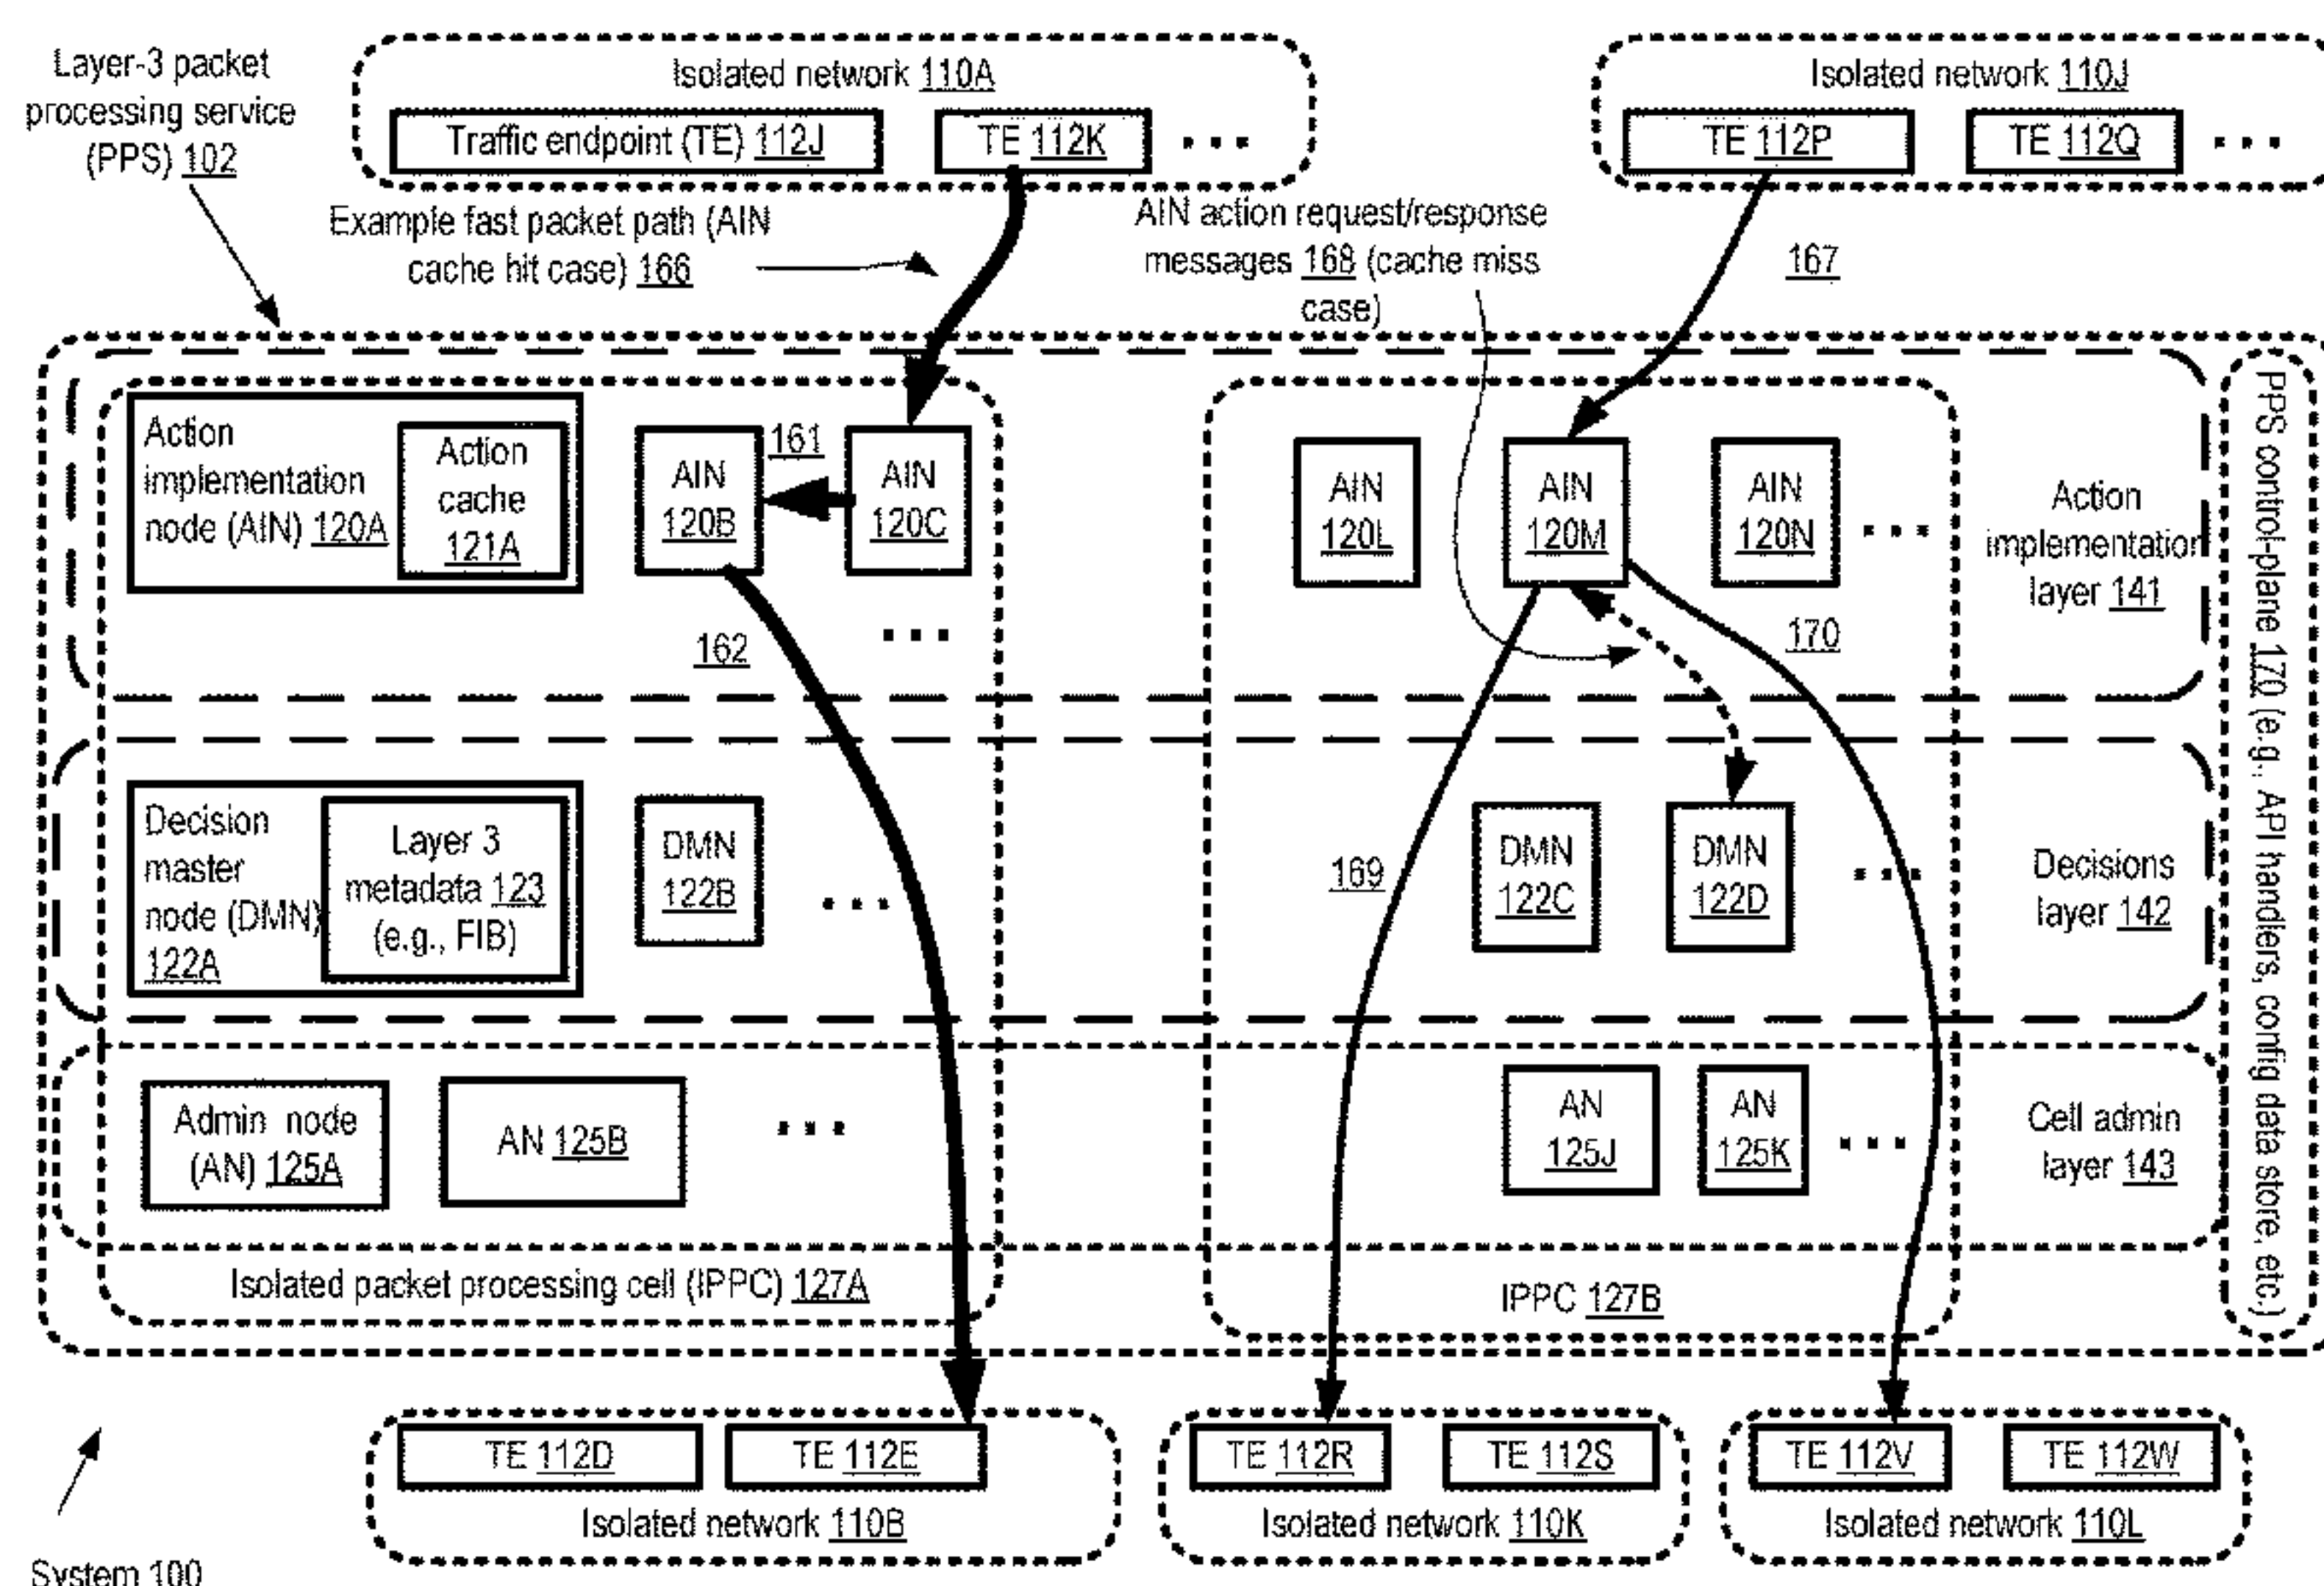 Layer-3 packet
processing service
(PPS) 102
Isolated network 110A
Traffic endpoint (TE) 112J
TE 112K
...
Isolated network 110J
TE 112P
TE 112Q
...
Example fast packet path (AIN
cache hit case) 166
AIN action request/response
messages 168 (cache miss
case)
167
Action
implementation
node (AIN) 120A
Action
cache
121A
AIN
120B
161
AIN
120C
...
162
AIN
120L
AIN
120M
AIN
120N
...
170
Action
implementation
layer 141
PPS control-plane 170 (e.g., API handlers, config data store, etc.)
Decision
master
node (DMN)
122A
Layer 3
metadata 123
(e.g., FIB)
DMN
122B
...
169
DMN
122C
DMN
122D
...
Decisions
layer 142
Admin node
(AN) 125A
AN 125B
...
AN
125J
AN
125K
...
Cell admin
layer 143
Isolated packet processing cell (IPPC) 127A
IPPC 127B
TE 112D
TE 112E
Isolated network 110B
TE 112R
TE 112S
Isolated network 110K
TE 112V
TE 112W
Isolated network 110L
System 100